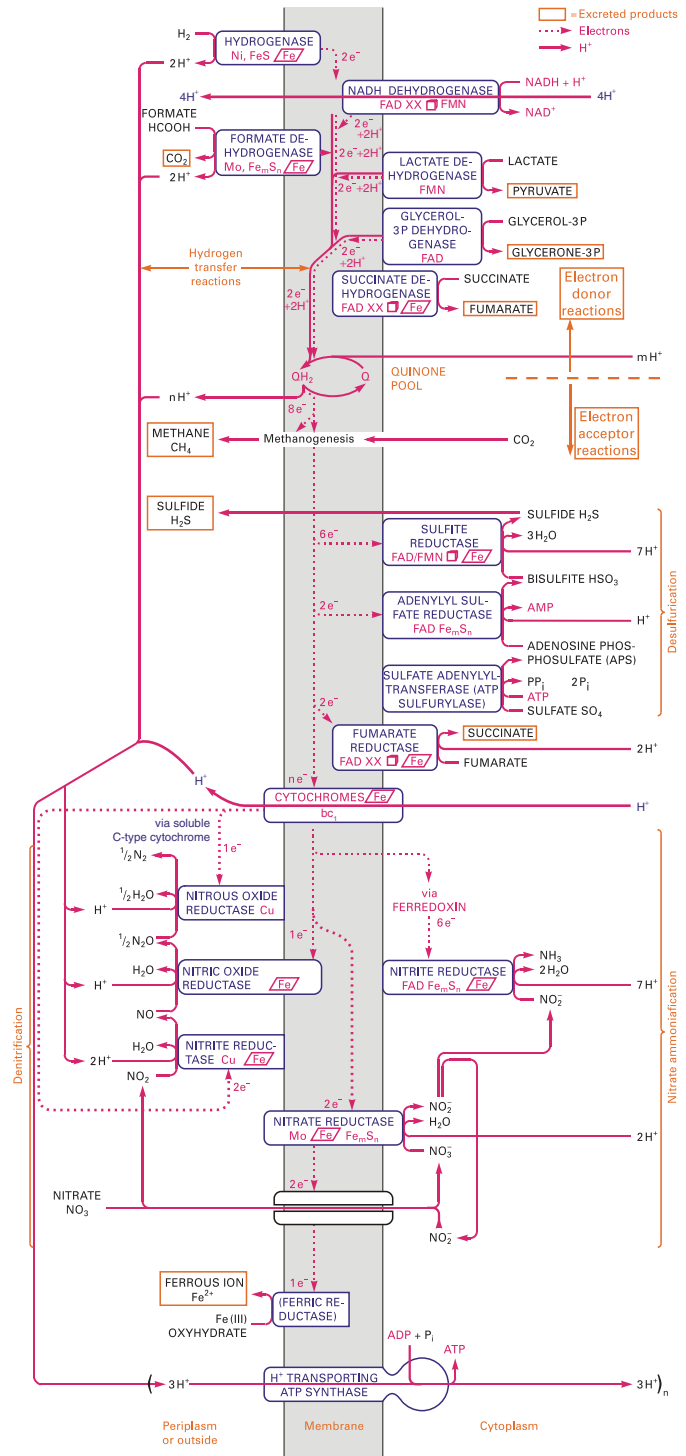 = Excreted products
Electrons
H⁺
H₂
HYDROGENASE
Ni, FeS Fe
2H⁺
2e⁻
NADH DEHYDROGENASE
FAD XX FMN
NADH + H⁺
NAD⁺
4H⁺
4H⁺
FORMATE
HCOOH
FORMATE DE-
HYDROGENASE
Mo, FeₘSₙ Fe
CO₂
2H⁺
2e⁻
+2H⁺
2e⁻+2H⁺
2e⁻+2H⁺
LACTATE DE-
HYDROGENASE
FMN
LACTATE
PYRUVATE
GLYCEROL-
3P DEHYDRO-
GENASE
FAD
GLYCEROL-3P
GLYCERONE-3P
2e⁻
+2H⁺
Hydrogen
transfer
reactions
2e⁻
+2H⁺
SUCCINATE DE-
HYDROGENASE
FAD XX Fe
SUCCINATE
FUMARATE
Electron
donor
reactions
QH₂
Q
QUINONE
POOL
mH⁺
nH⁺
8e⁻
Electron
acceptor
reactions
METHANE
CH₄
Methanogenesis
CO₂
SULFIDE
H₂S
SULFIDE H₂S
6e⁻
SULFITE
REDUCTASE
FAD/FMN Fe
3H₂O
7H⁺
BISULFITE HSO₃
2e⁻
ADENYLYL SUL-
FATE REDUCTASE
FAD FeₘSₙ
AMP
H⁺
ADENOSINE PHOS-
PHOSULFATE (APS)
SULFATE ADENYLYL-
TRANSFERASE (ATP
SULFURYLASE)
PPᵢ 2Pᵢ
ATP
SULFATE SO₄
Desulfurication
2e⁻
FUMARATE
REDUCTASE
FAD XX Fe
SUCCINATE
2H⁺
FUMARATE
ne⁻
H⁺
CYTOCHROMES Fe
bc₁
H⁺
via soluble
C-type cytochrome
1e⁻
½N₂
½H₂O
H⁺
NITROUS OXIDE
REDUCTASE Cu
½N₂O
via
FERREDOXIN
6e⁻
1e⁻
H₂O
H⁺
NITRIC OXIDE
REDUCTASE Fe
NO
NITRITE REDUCTASE
FAD FeₘSₙ Fe
NH₃
2H₂O
7H⁺
NO₂⁻
H₂O
2H⁺
NITRITE REDUC-
TASE Cu Fe
NO₂
2e⁻
Denitrification
Nitrate ammoniafication
2e⁻
NITRATE REDUCTASE
Mo Fe FeₘSₙ
NO₂⁻
H₂O
2H⁺
NO₃⁻
2e⁻
NITRATE
NO₃
NO₂⁻
1e⁻
FERROUS ION
Fe²⁺
(FERRIC RE-
DUCTASE)
Fe(III)
OXYHYDRATE
ADP + Pᵢ
ATP
(3H⁺
H⁺ TRANSPORTING
ATP SYNTHASE
3H⁺)ₙ
Periplasm
or outside
Membrane
Cytoplasm